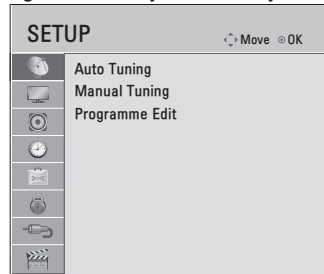 SETUP
Move OK
Auto Tuning
Manual Tuning
Programme Edit